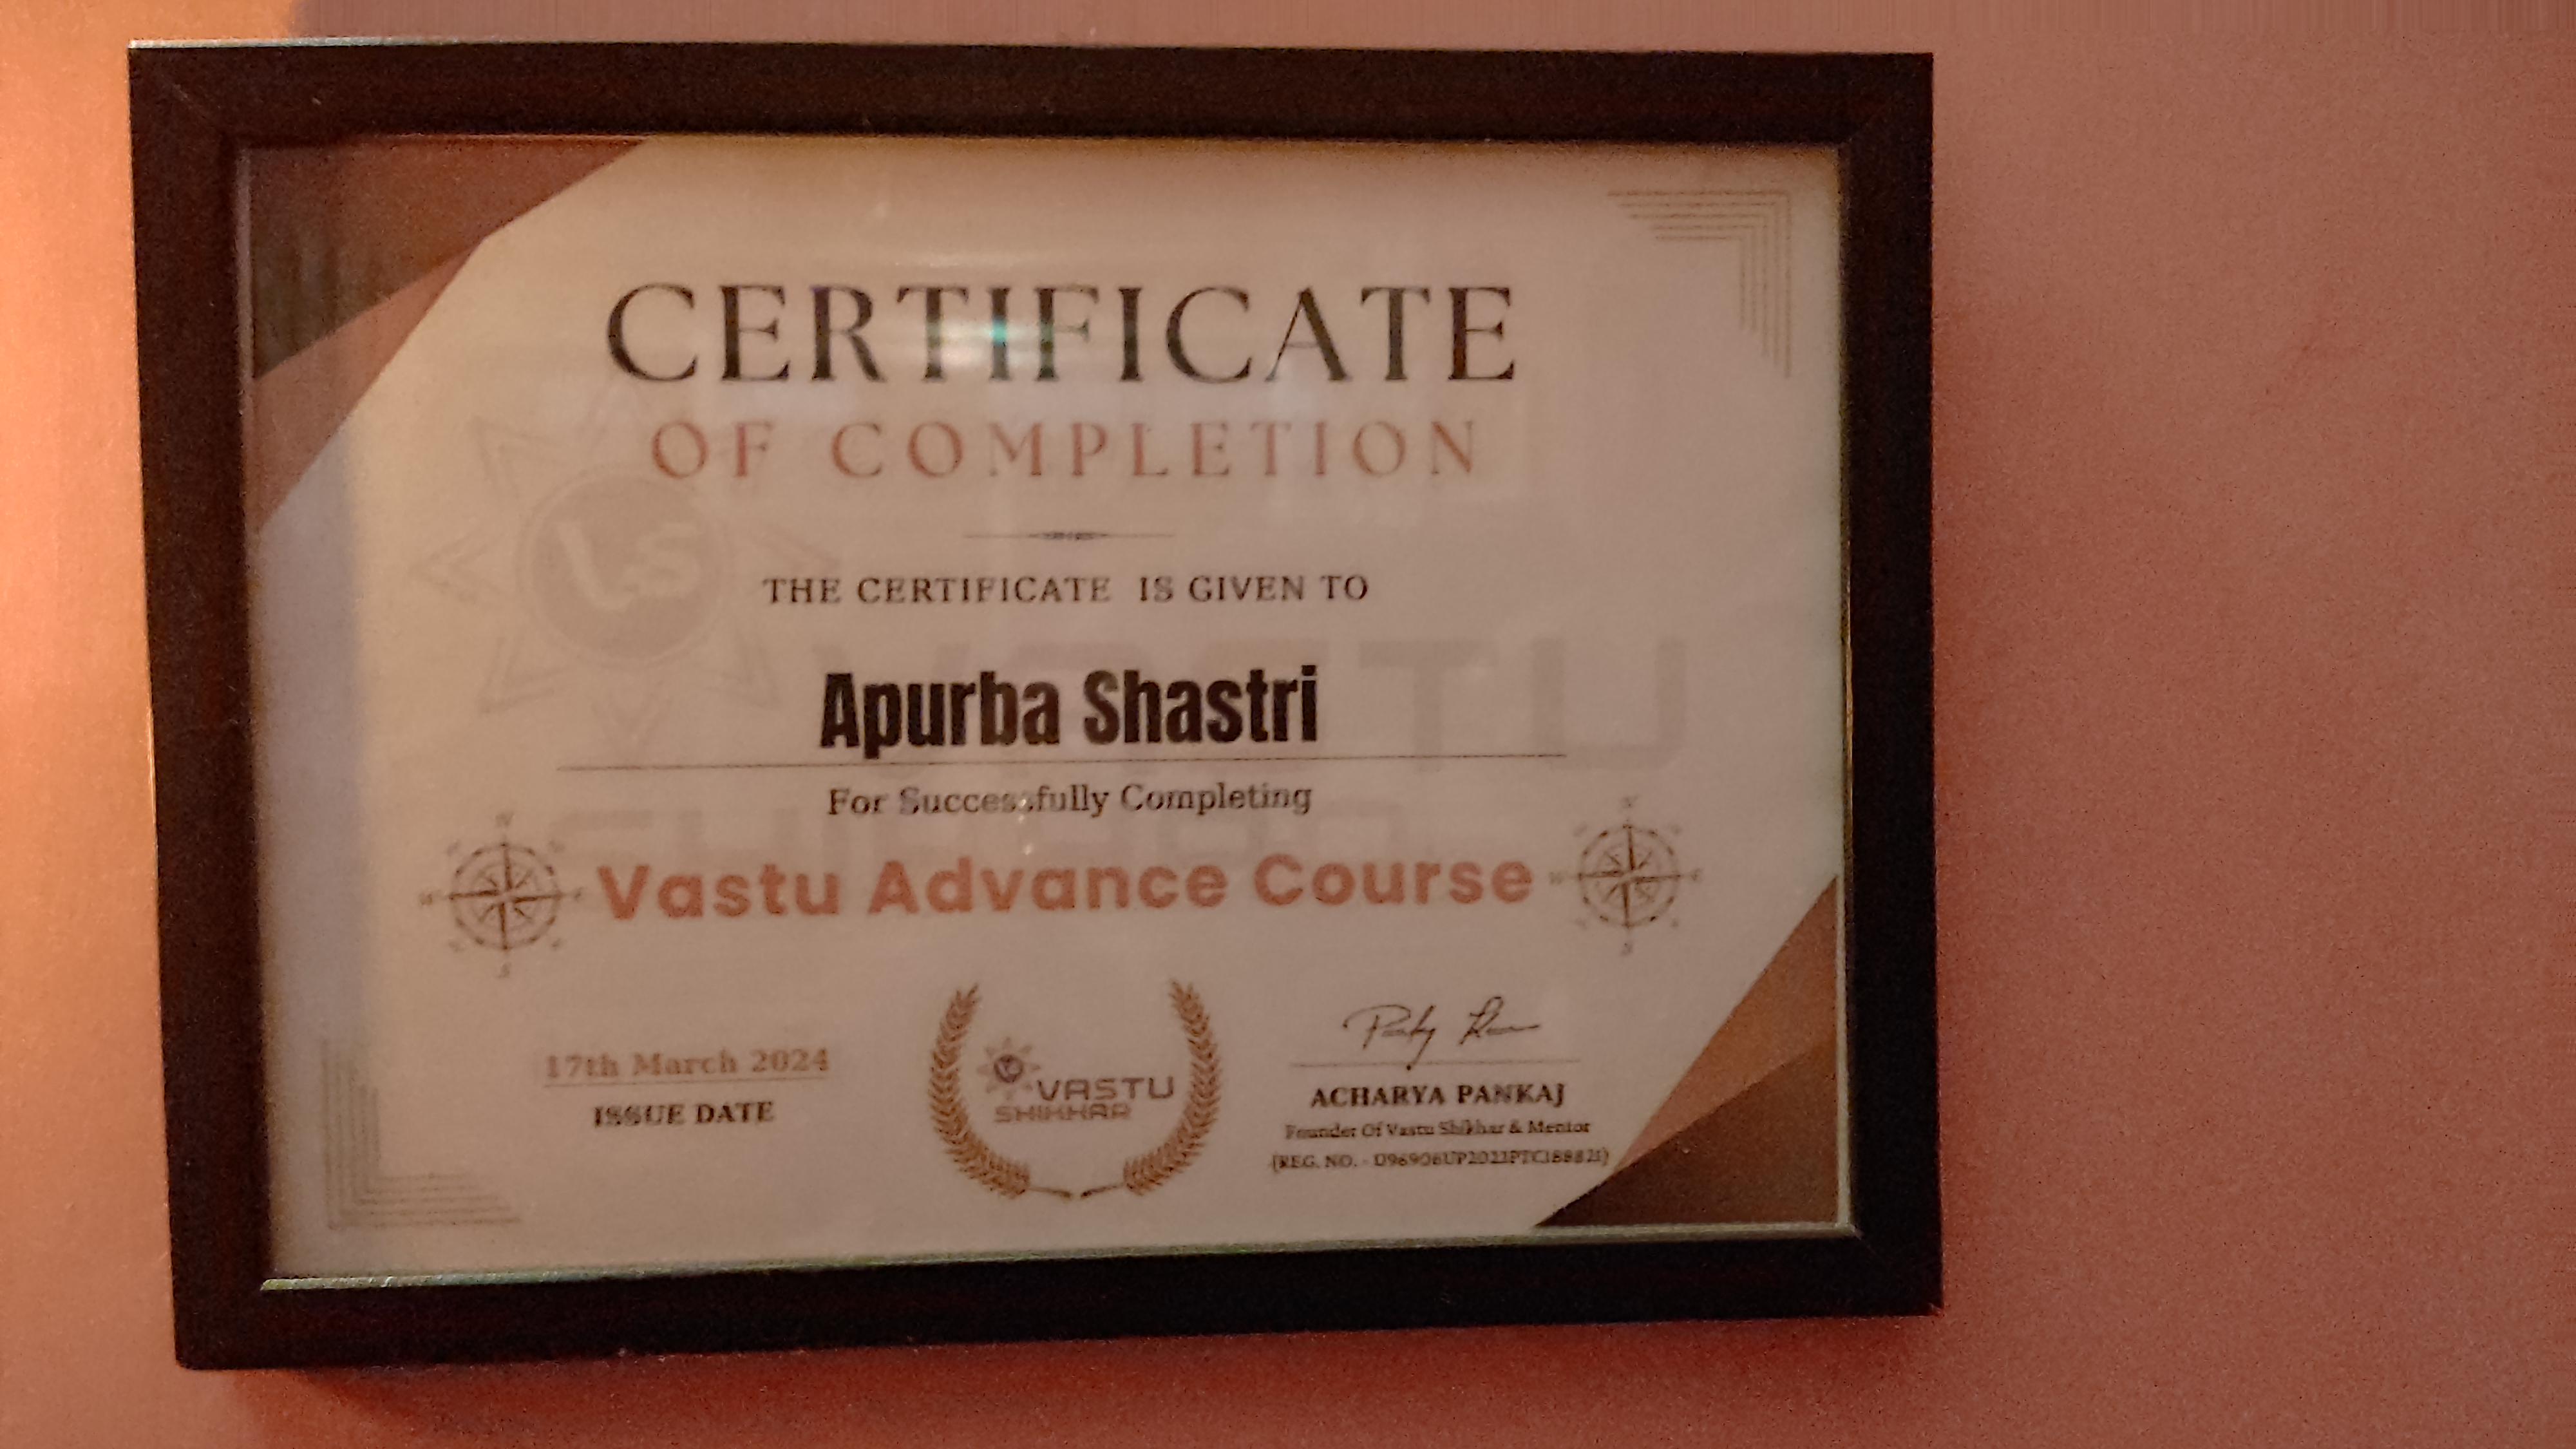 CERTIFICATE
OF COMPLETION
THE CERTIFICATE IS GIVEN TO
Apurba Shastri
For Successfully Completing
Vastu Advance Course
17th March 2024
ISSUE DATE
VASTU
SHIKHAR
ACHARYA PANKAJ
Founder Of Vastu Shikhar & Mentor
(REG. NO. -